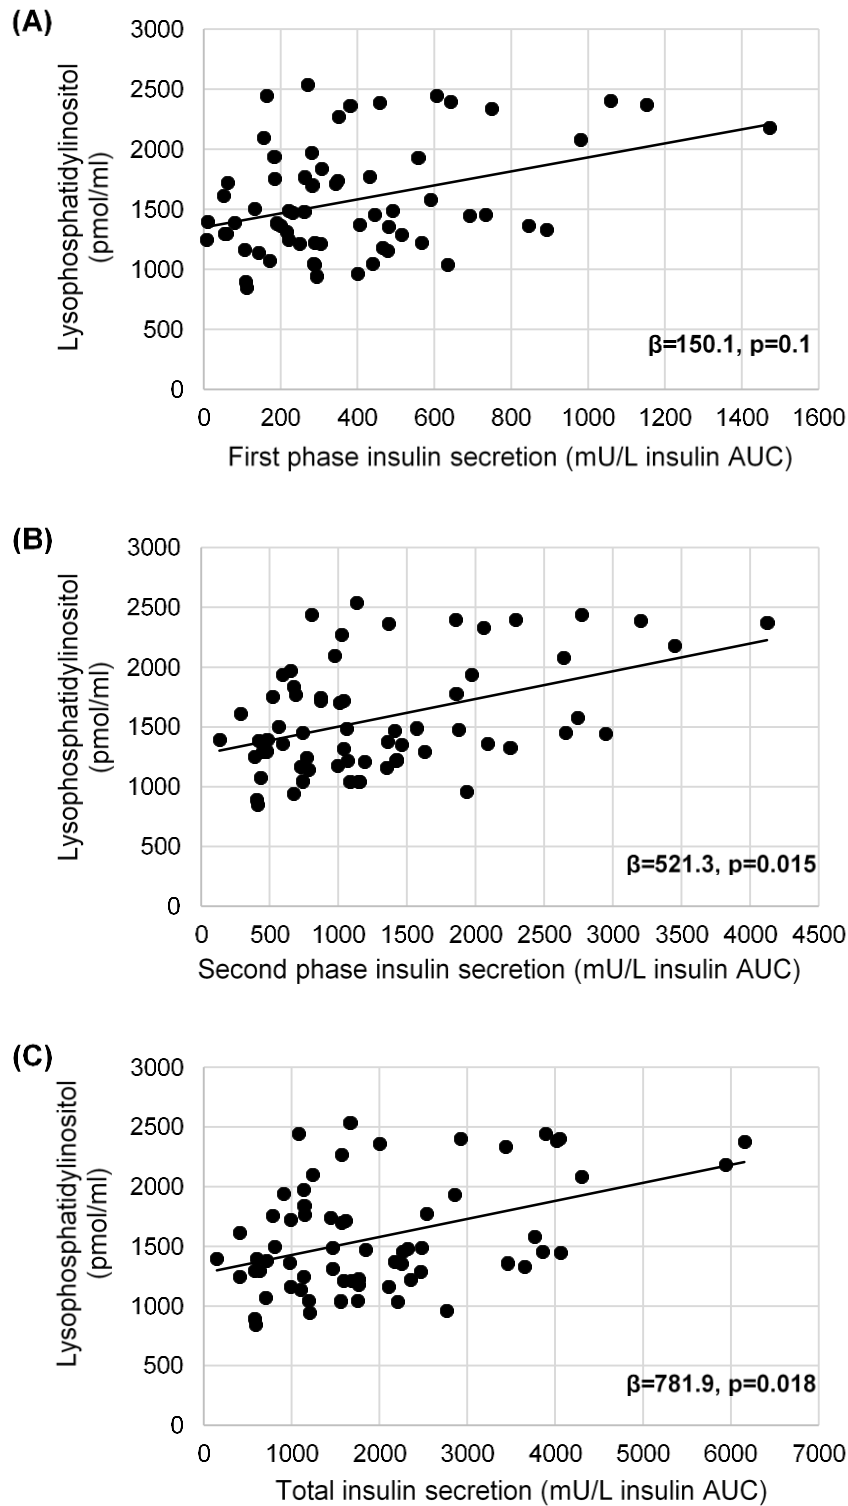 (A)
3000
2500
2000
1500
1000
500
0
Lysophosphatidylinositol
(pmol/ml)
β=150.1, p=0.1
0 200 400 600 800 1000 1200 1400 1600
First phase insulin secretion (mU/L insulin AUC)
(B)
3000
2500
2000
1500
1000
500
0
Lysophosphatidylinositol
(pmol/ml)
β=521.3, p=0.015
0 500 1000 1500 2000 2500 3000 3500 4000 4500
Second phase insulin secretion (mU/L insulin AUC)
(C)
3000
2500
2000
1500
1000
500
0
Lysophosphatidylinositol
(pmol/ml)
β=781.9, p=0.018
0 1000 2000 3000 4000 5000 6000 7000
Total insulin secretion (mU/L insulin AUC)